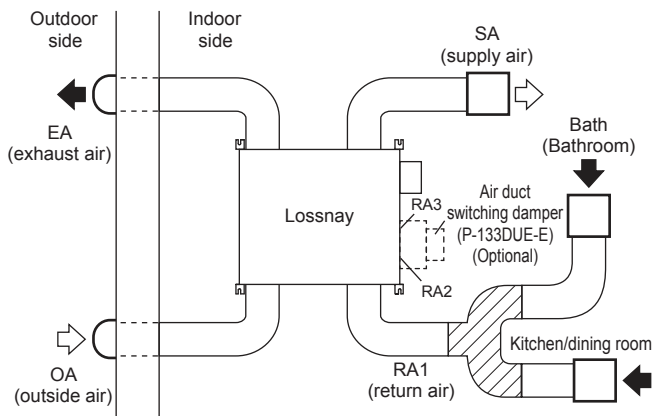 Outdoor
side
Indoor
side
SA
(supply air)
EA
(exhaust air)
Bath
(Bathroom)
Lossnay
RA3
Air duct
switching damper
(P-133DUE-E)
(Optional)
RA2
Kitchen/dining room
OA
(outside air)
RA1
(return air)